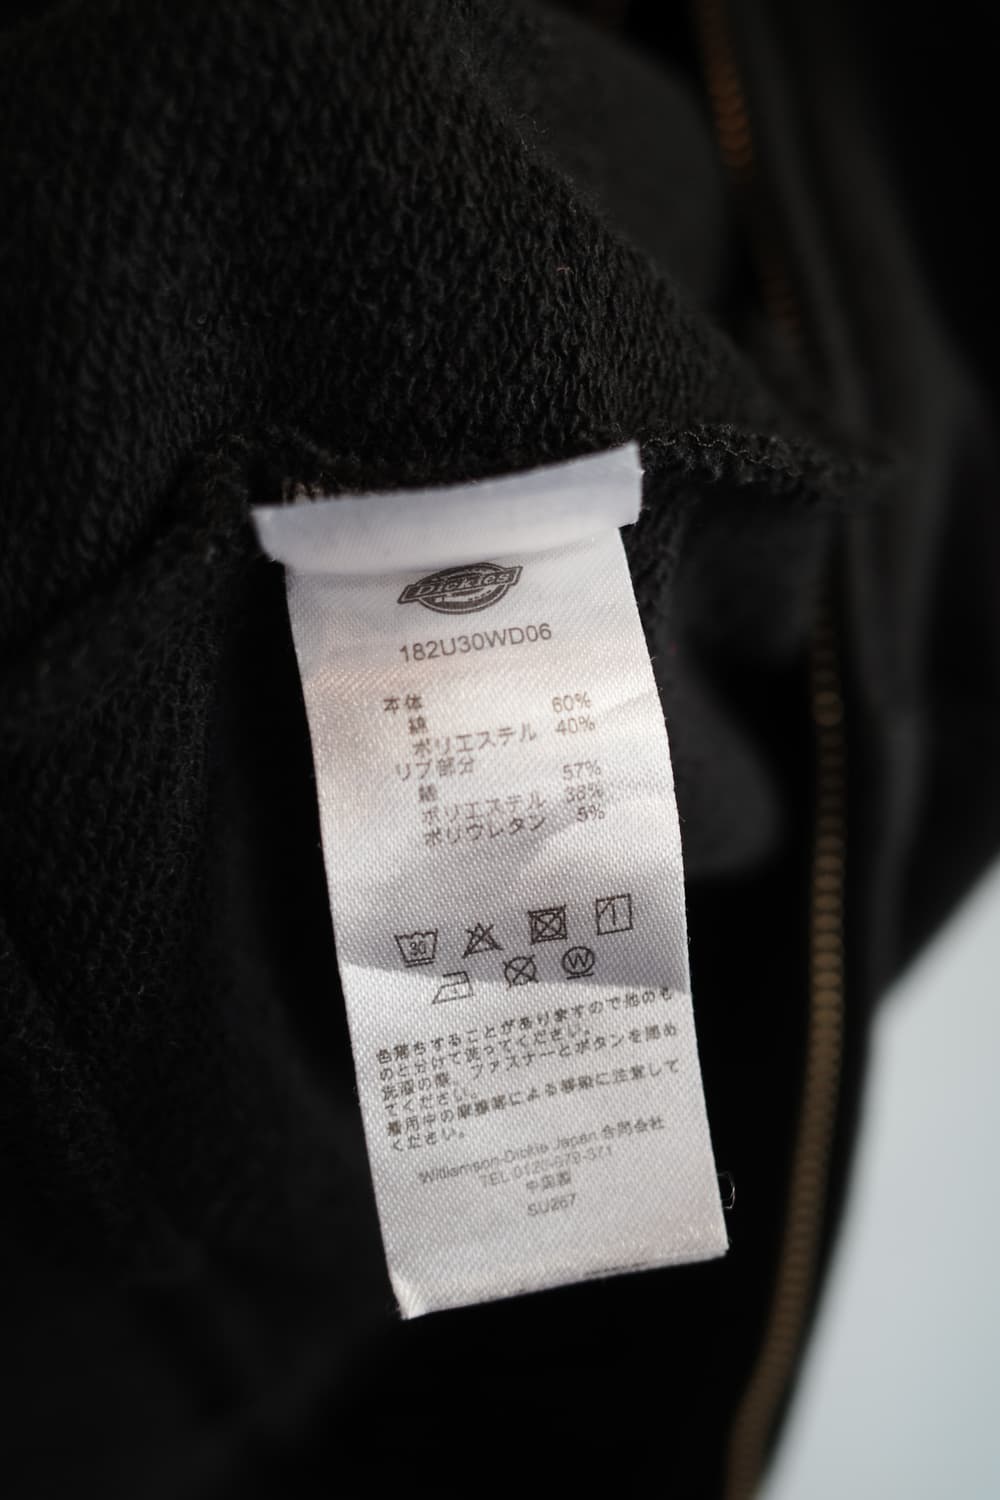 Dickies
182U30WD06
本体
綿 60%
ポリエステル 40%
リブ部分
綿 57%
ポリエステル 38%
ポリウレタン 5%
30
W
色落ちすることがありますので他のも
のと分けて洗ってください。
洗濯の際、ファスナーとボタンを閉め
てください。
着用中の摩擦等による移染に注意して
ください。
Williamson-Dickie Japan 合同会社
TEL 0120-878-571
中国製
SU267